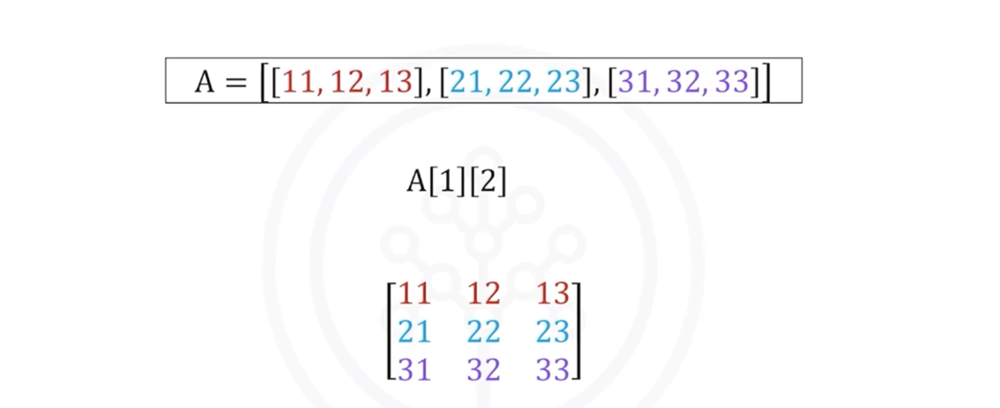 A = [[11, 12, 13], [21, 22, 23], [31, 32, 33]]
A[1][2]
11 12 13
21 22 23
31 32 33